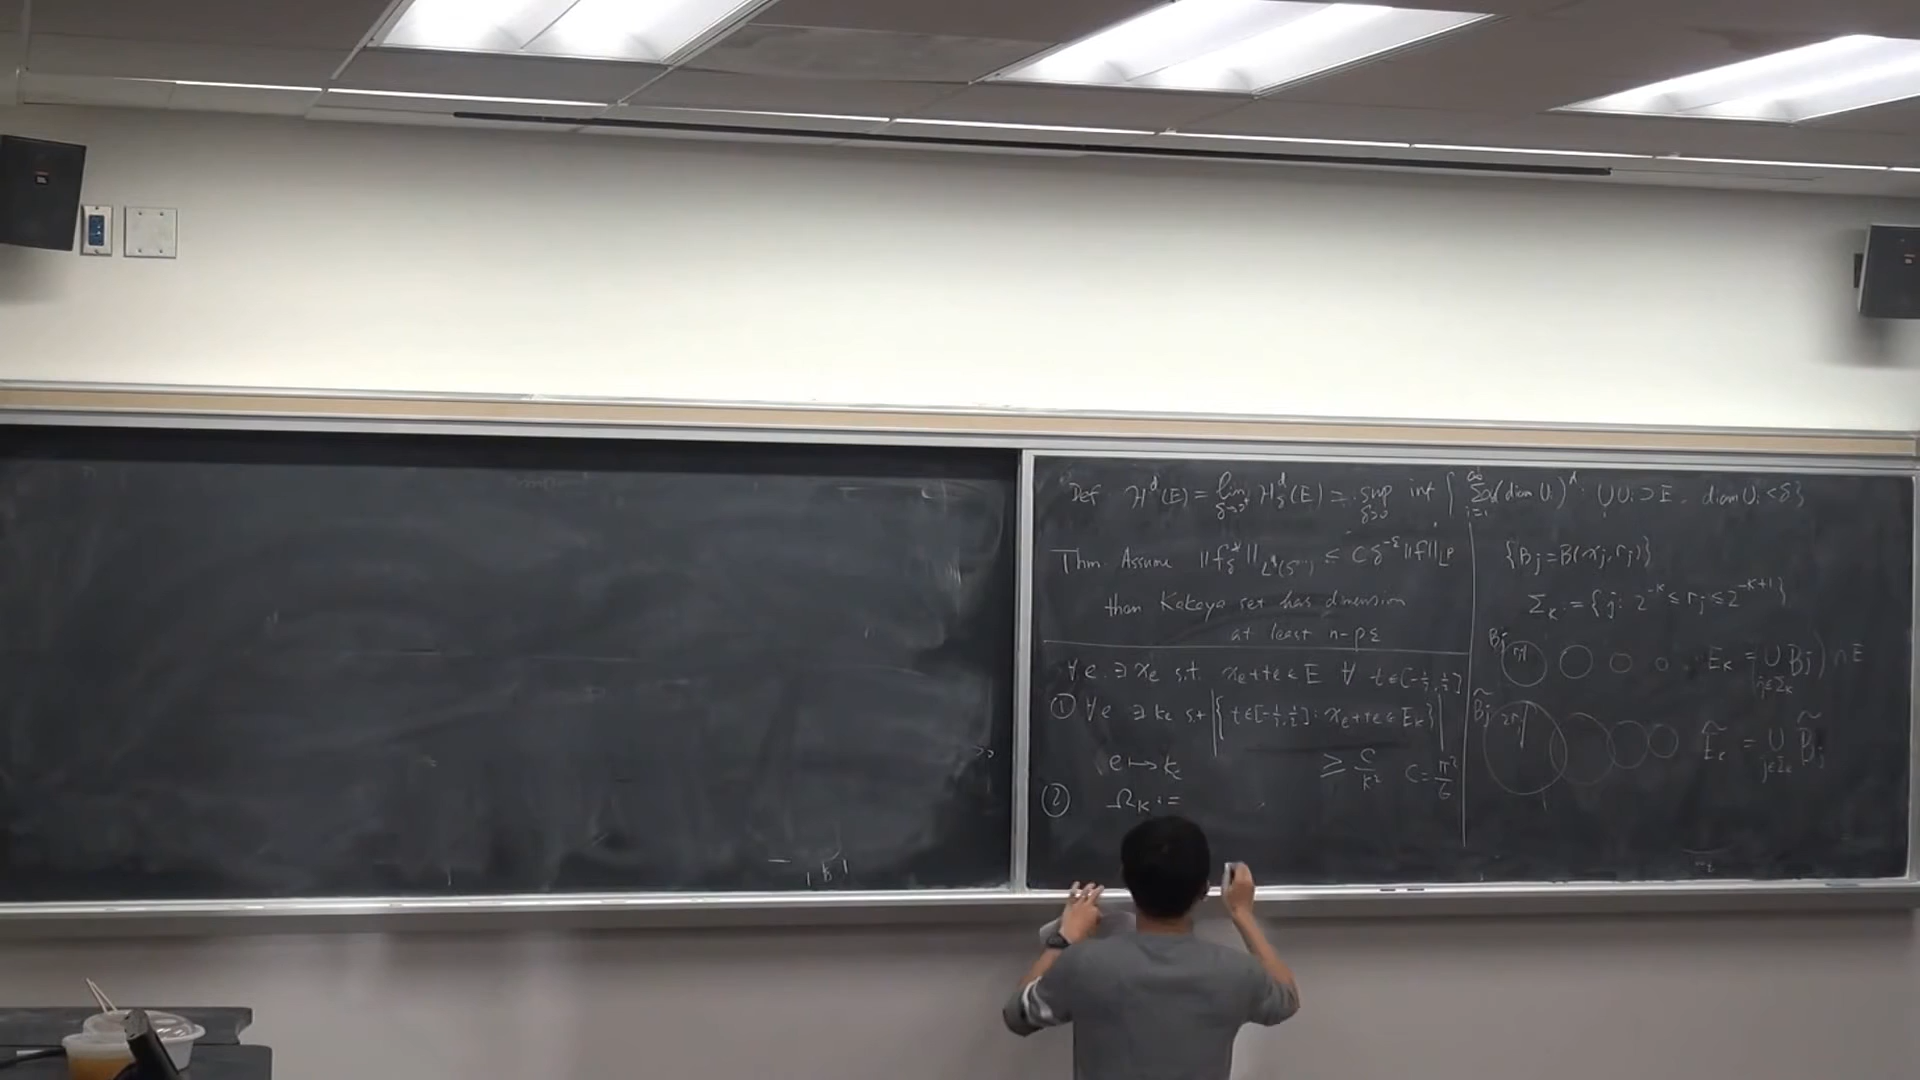 Def H^d(E) = lim_{δ→0} H^d_δ(E) = sup_{δ>0} inf { Σ_{i=1}^∞ (diam U_i)^d : ∪ U_i ⊃ E, diam U_i < δ }
Thm. Assume ||f*_δ|| ≤ C δ^{-ε} ||f||_{L^p}
then Kakeya set has dimension
at least n-pε
∀e ∃ x_e s.t. x_e+te ∈ E ∀ t ∈ [-1/2, 1/2]
① ∀e ∃ k_e s.t. |{t ∈ [-1/2, 1/2] : x_e+te ∈ E_k}|
≥ C/k² C = π²/6
e ↦ k_e
② Ω_k :=
{B_j = B(x_j, r_j)}
Σ_k := { j : 2^{-k} ≤ r_j ≤ 2^{-k+1} }
B_j r_j E_k = (∪_{j∈Σ_k} B_j) ∩ E
B̃_j 2r_j Ẽ_k = ∪_{j∈Σ_k} B̃_j